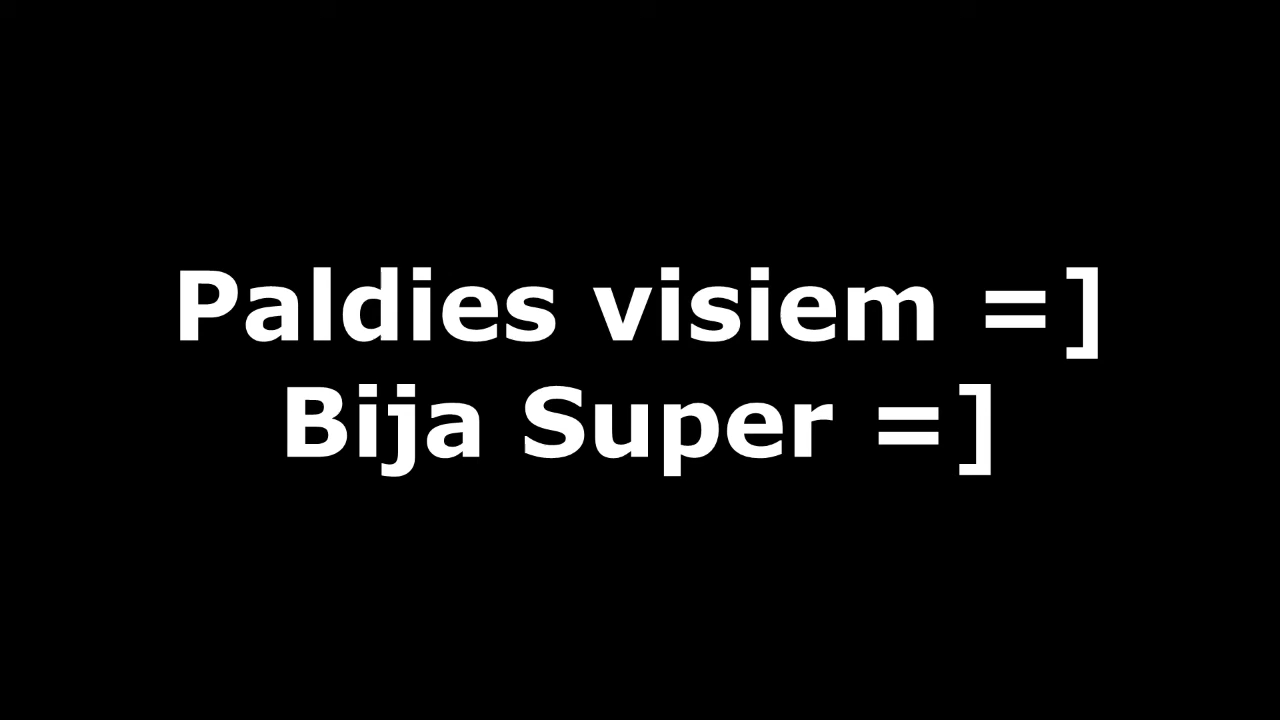 Paldies visiem =]
Bija Super =]